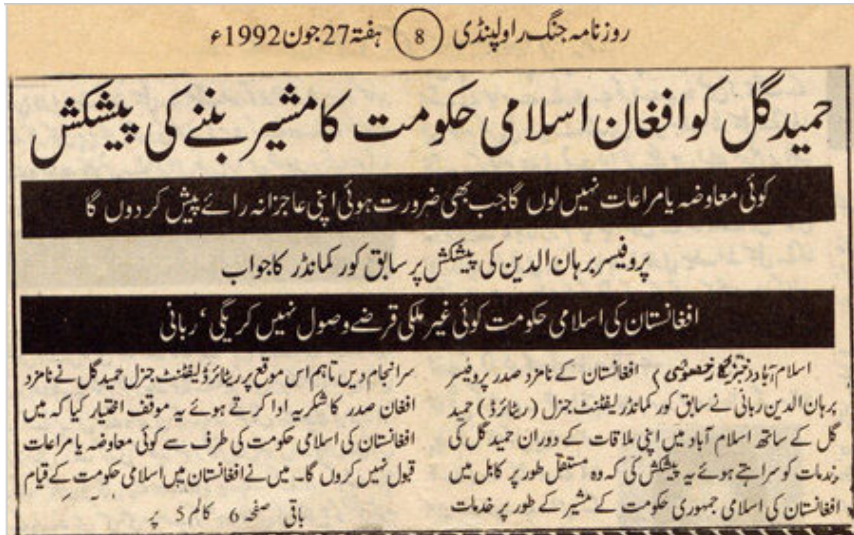 روزنامہ جنگ راولپنڈی 8 ہفتہ 27 جون 1992ء
حمید گل کو افغان اسلامی حکومت کا مشیر بننے کی پیشکش
کوئی معاوضہ یا مراعات نہیں لوں گا جب بھی ضرورت ہوئی اپنی عاجزانہ رائے پیش کر دوں گا
پروفیسر برہان الدین کی پیشکش پر سابق کور کمانڈر کا جواب
افغانستان کی اسلامی حکومت کوئی غیر ملکی قرضے وصول نہیں کریگی ' ربانی
اسلام آباد (خبرنگار خصوصی) افغانستان کے نامزد صدر پروفیسر
برہان الدین ربانی نے سابق کور کمانڈر لیفٹنٹ جنرل (ریٹائرڈ) حمید
گل کے ساتھ اسلام آباد میں اپنی ملاقات کے دوران حمید گل کی
خدمات کو سراہتے ہوئے یہ پیشکش کی کہ وہ مستقل طور پر کابل میں
افغانستان کی اسلامی جمہوری حکومت کے مشیر کے طور پر خدمات
سرانجام دیں تاہم اس موقع پر ریٹائرڈ لیفٹنٹ جنرل حمید گل نے نامزد
افغان صدر کا شکریہ ادا کرتے ہوئے یہ موقف اختیار کیا کہ میں
افغانستان کی اسلامی حکومت کی طرف سے کوئی معاوضہ یا مراعات
قبول نہیں کروں گا۔ میں نے افغانستان میں اسلامی حکومت کے قیام
باقی صفحہ 6 کالم 5 پر